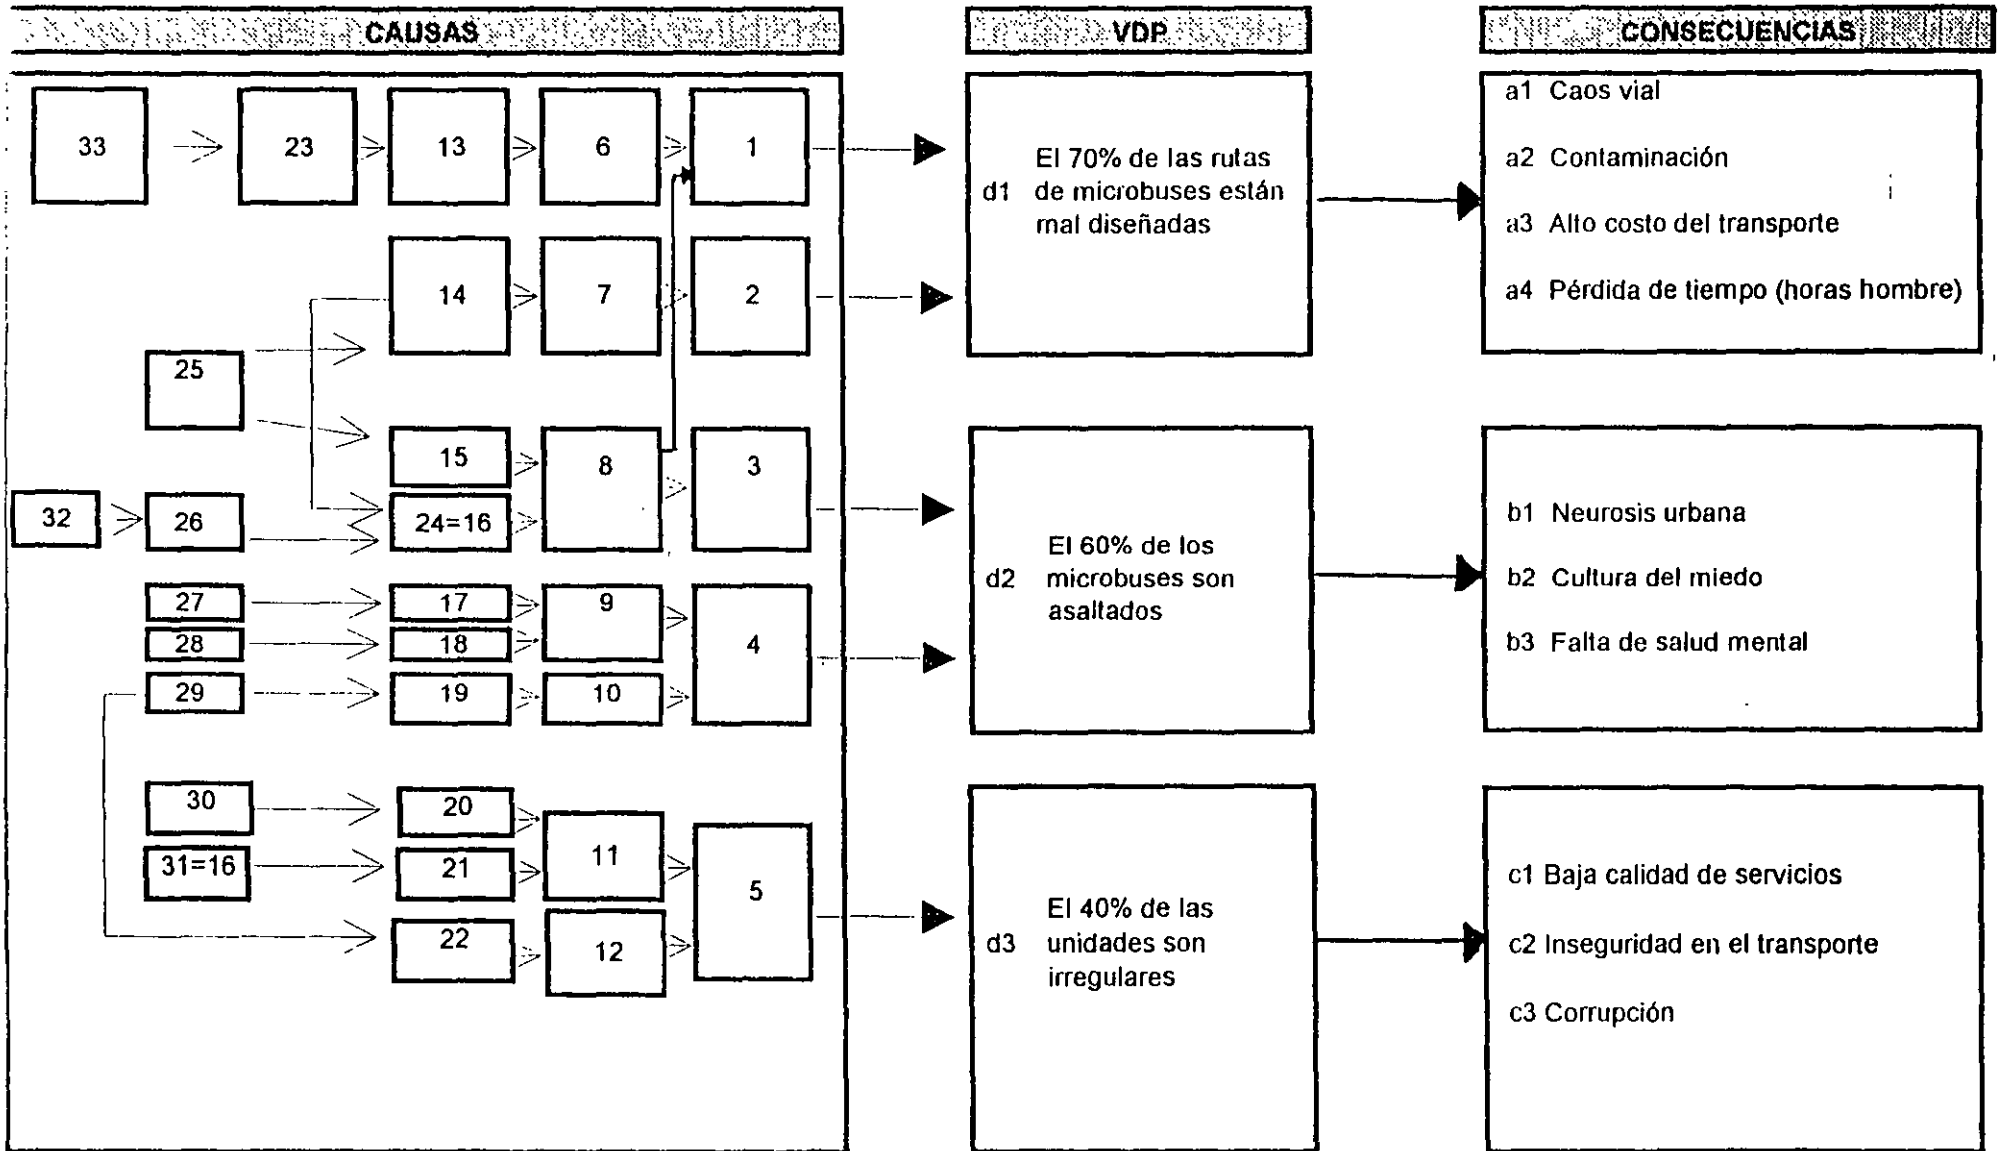 CAUSAS
VDP
CONSECUENCIAS
33
23
13
6
1
14
7
2
25
15
8
3
32
26
24=16
27
17
9
28
18
4
29
19
10
30
20
11
31=16
21
5
22
12
d1
El 70% de las rutas
de microbuses están
mal diseñadas
d2
El 60% de los
microbuses son
asaltados
d3
El 40% de las
unidades son
irregulares
a1 Caos vial
a2 Contaminación
a3 Alto costo del transporte
a4 Pérdida de tiempo (horas hombre)
b1 Neurosis urbana
b2 Cultura del miedo
b3 Falta de salud mental
c1 Baja calidad de servicios
c2 Inseguridad en el transporte
c3 Corrupción